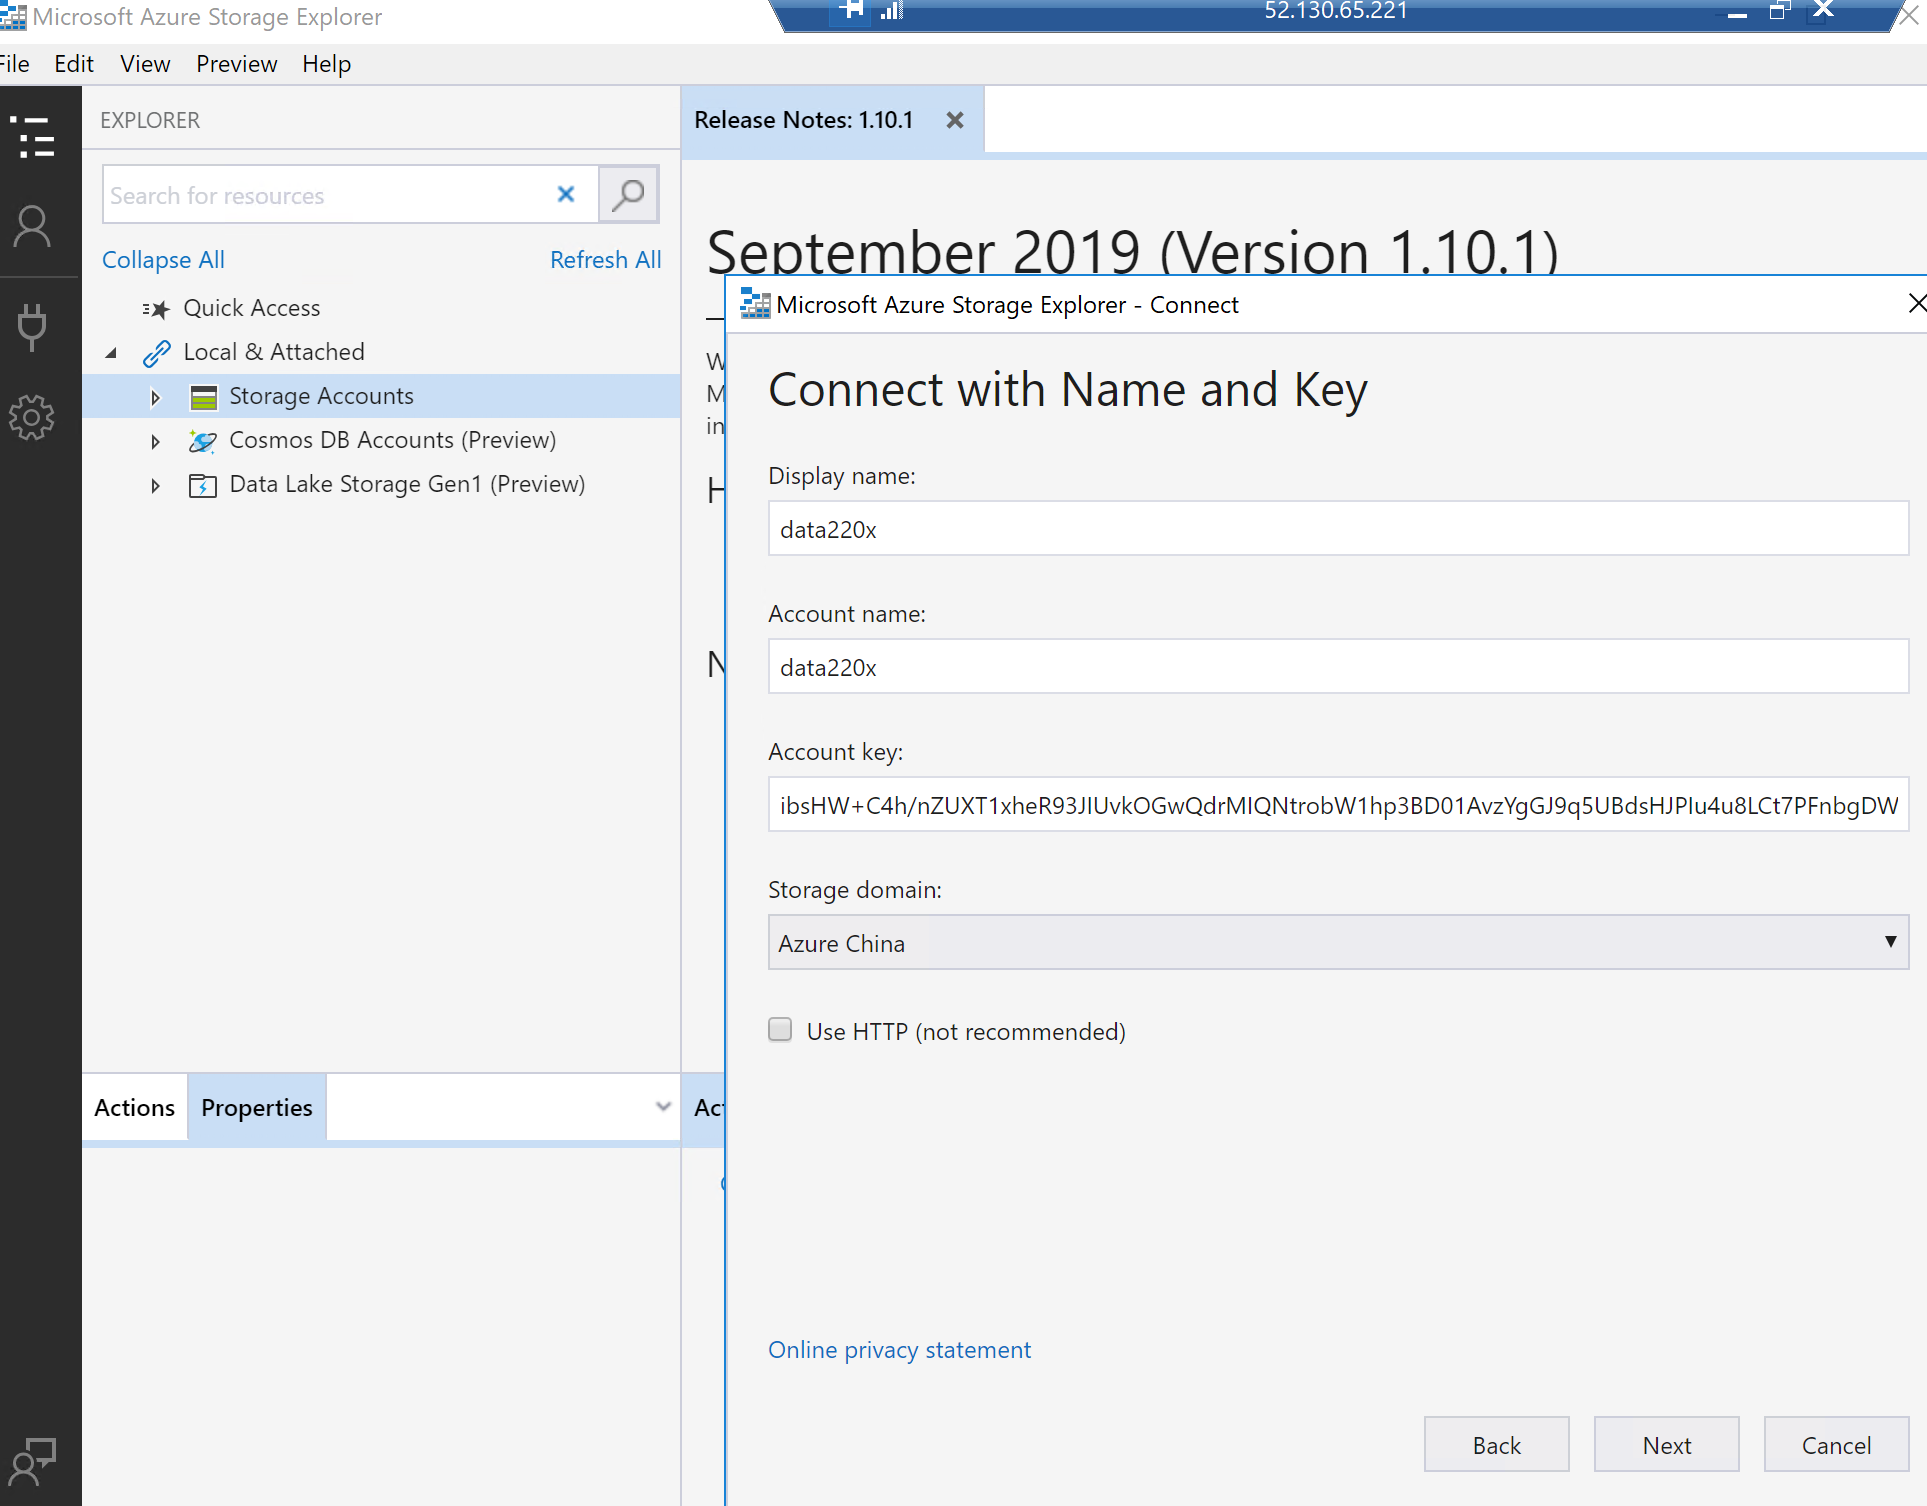 Microsoft Azure Storage Explorer
52.130.65.221
File Edit View Preview Help
EXPLORER
Release Notes: 1.10.1
Search for resources
Collapse All Refresh All
September 2019 (Version 1.10.1)
Quick Access
Local & Attached
Storage Accounts
Cosmos DB Accounts (Preview)
Data Lake Storage Gen1 (Preview)
Microsoft Azure Storage Explorer - Connect
Connect with Name and Key
Display name:
data220x
Account name:
data220x
Account key:
ibsHW+C4h/nZUXT1xheR93JIUvkOGwQdrMIQNtrobW1hp3BD01AvzYgGJ9q5UBdsHJPIu4u8LCt7PFnbgDW
Storage domain:
Azure China
Use HTTP (not recommended)
Actions Properties
Online privacy statement
Back Next Cancel